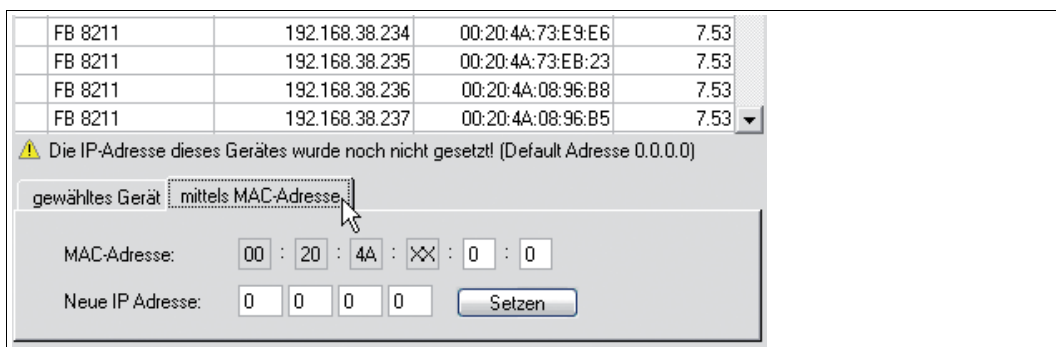 FB 8211 192.168.38.234 00:20:4A:73:E9:E6 7.53
FB 8211 192.168.38.235 00:20:4A:73:EB:23 7.53
FB 8211 192.168.38.236 00:20:4A:08:96:B8 7.53
FB 8211 192.168.38.237 00:20:4A:08:96:B5 7.53
Die IP-Adresse dieses Gerätes wurde noch nicht gesetzt! (Default Adresse 0.0.0.0)
gewähltes Gerät mittels MAC-Adresse
MAC-Adresse: 00 : 20 : 4A : XX : 0 : 0
Neue IP Adresse: 0 0 0 0 Setzen